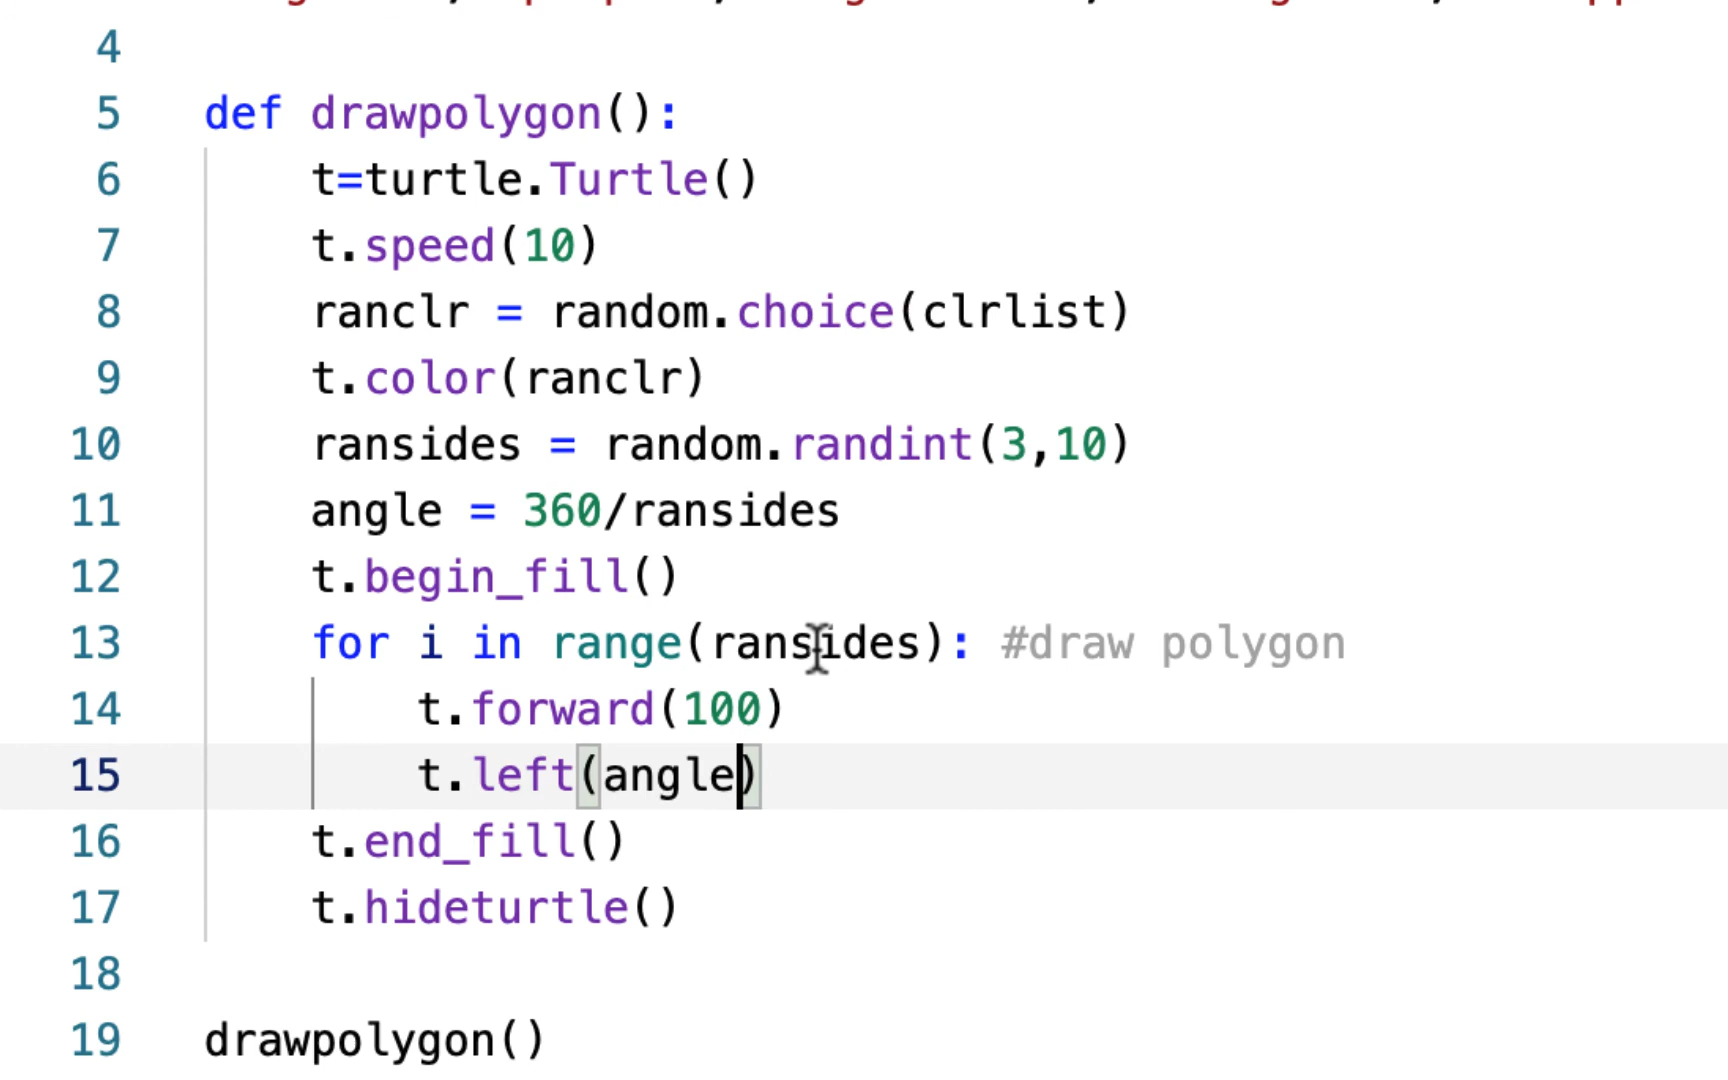 4
5 def drawpolygon():
6 t=turtle.Turtle()
7 t.speed(10)
8 ranclr = random.choice(clrlist)
9 t.color(ranclr)
10 ransides = random.randint(3,10)
11 angle = 360/ransides
12 t.begin_fill()
13 for i in range(ransides): #draw polygon
14 t.forward(100)
15 t.left(angle)
16 t.end_fill()
17 t.hideturtle()
18
19 drawpolygon()